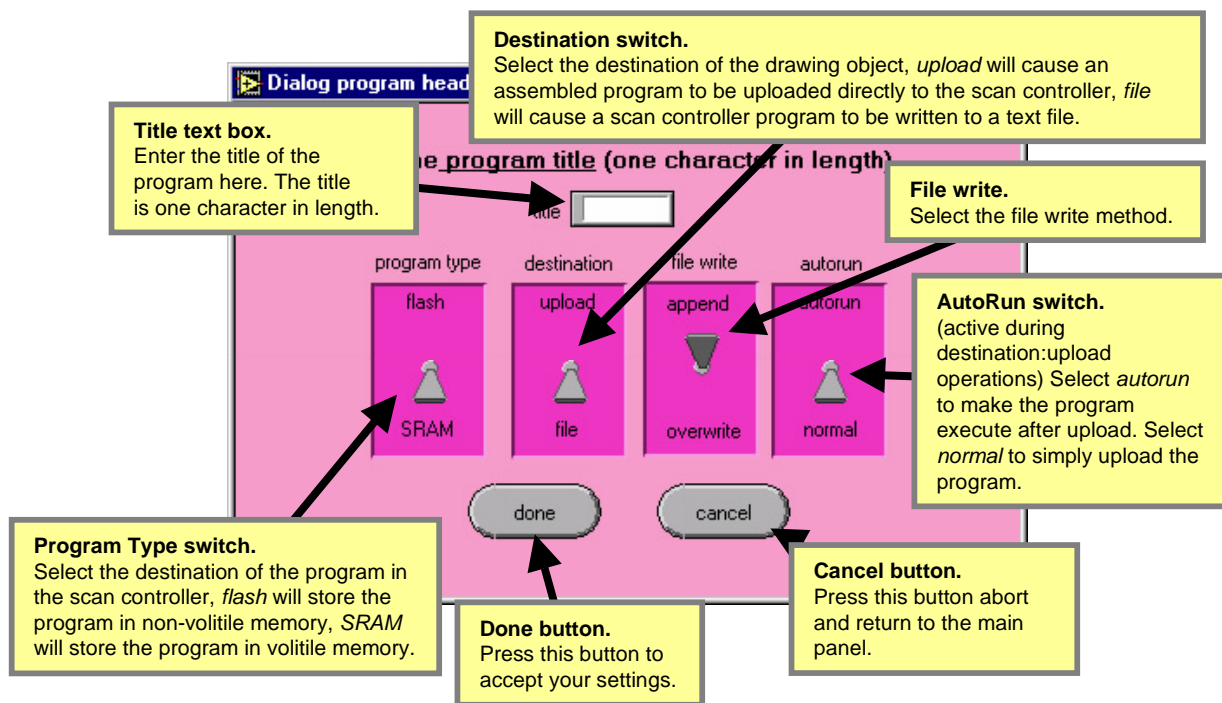 Destination switch.
Select the destination of the drawing object, upload will cause an
assembled program to be uploaded directly to the scan controller, file
will cause a scan controller program to be written to a text file.
Dialog program head
Title text box.
Enter the title of the
program here. The title
is one character in length.
program title (one character in length)
title
File write.
Select the file write method.
program type destination file write autorun
flash upload append autorun
SRAM file overwrite normal
AutoRun switch.
(active during
destination:upload
operations) Select autorun
to make the program
execute after upload. Select
normal to simply upload the
program.
done cancel
Program Type switch.
Select the destination of the program in
the scan controller, flash will store the
program in non-volitile memory, SRAM
will store the program in volitile memory.
Done button.
Press this button to
accept your settings.
Cancel button.
Press this button abort
and return to the main
panel.